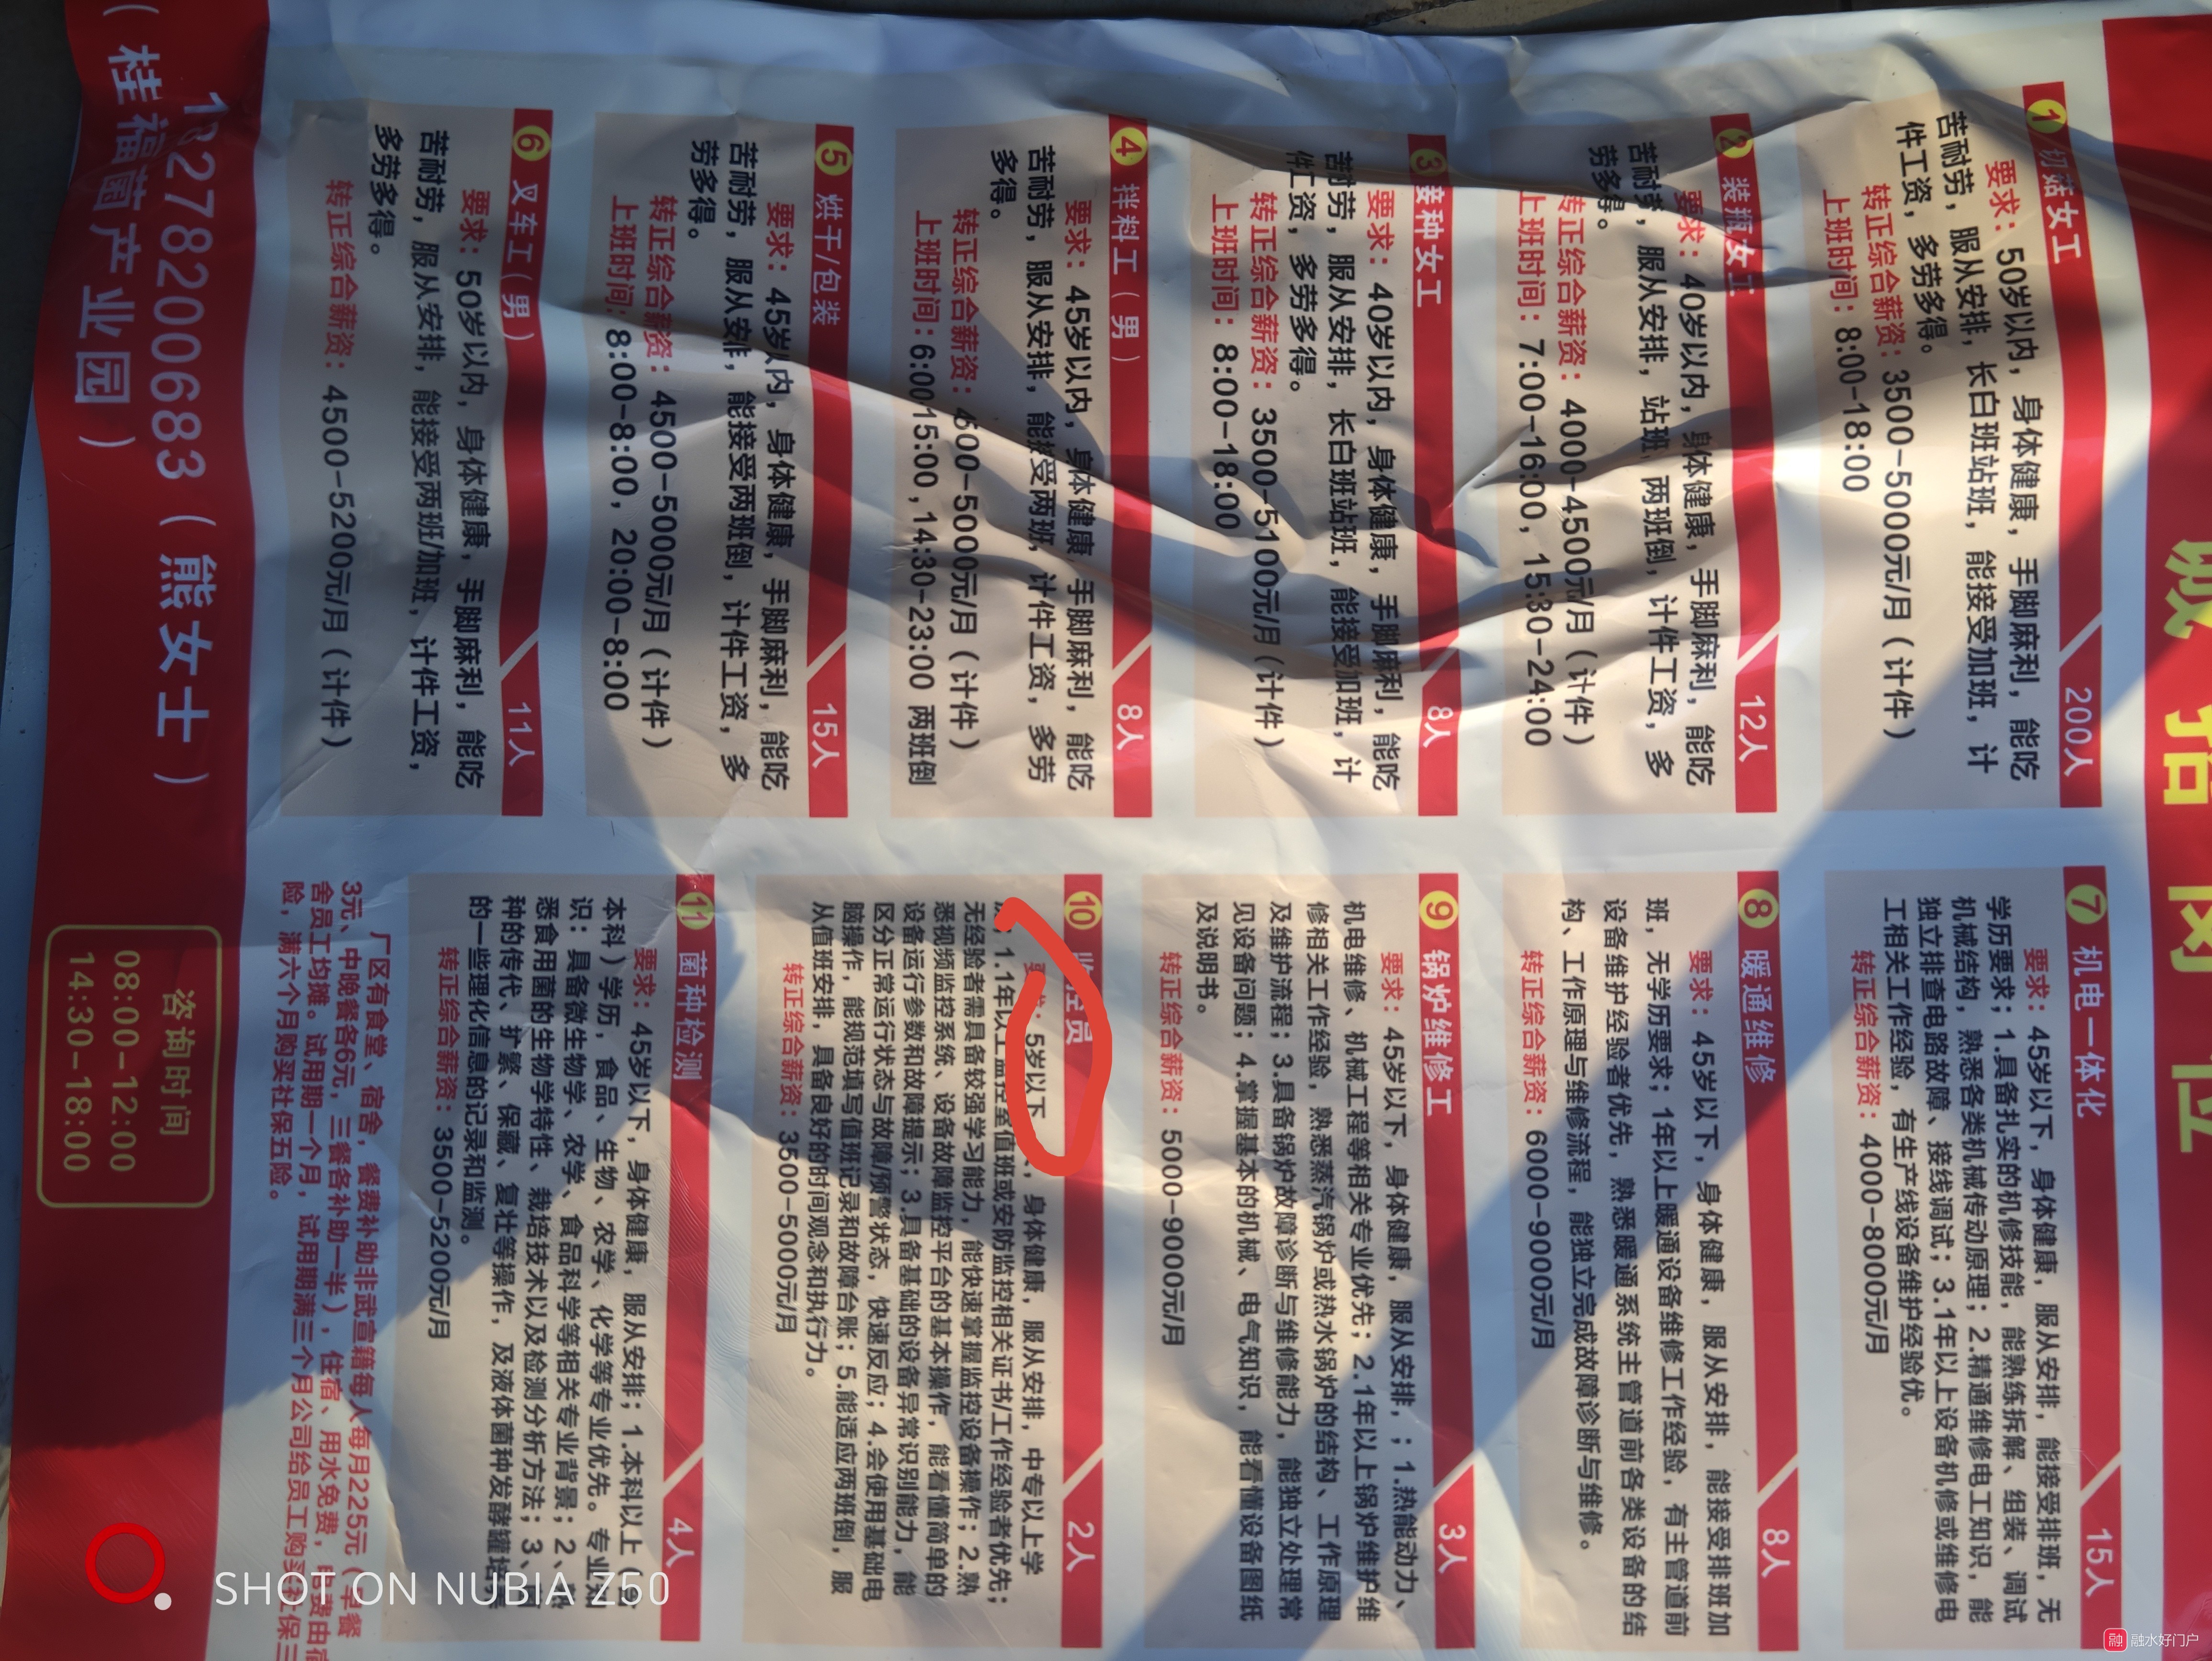 诚招岗位
1 切菇女工 200人
要求：50岁以内，身体健康，手脚麻利，能吃
苦耐劳，服从安排，长白班站班，能接受加班，计
件工资，多劳多得。
转正综合薪资：3500-5000元/月（计件）
上班时间：8:00-18:00
2 装瓶女工 12人
要求：40岁以内，身体健康，手脚麻利，能吃
苦耐劳，服从安排，站班，两班倒，计件工资，多
劳多得。
转正综合薪资：4000-4500元/月（计件）
上班时间：7:00-16:00，15:30-24:00
3 接种女工 8人
要求：40岁以内，身体健康，手脚麻利，能吃
苦耐劳，服从安排，长白班站班，能接受加班，计
件工资，多劳多得。
转正综合薪资：3500-5100元/月（计件）
上班时间：8:00-18:00
4 拌料工（男） 8人
要求：45岁以内，身体健康，手脚麻利，能吃
苦耐劳，服从安排，能接受两班，计件工资，多劳
多得。
转正综合薪资：4600-5000元/月（计件）
上班时间：6:0015:00,14:30-23:00 两班倒
5 烘干/包装 15人
要求：45岁以内，身体健康，手脚麻利，能吃
苦耐劳，服从安排，能接受两班倒，计件工资，多
劳多得。
转正综合薪资：4500-5000元/月（计件）
上班时间：8:00-8:00，20:00-8:00
6 叉车工（男） 11人
要求：50岁以内，身体健康，手脚麻利，能吃
苦耐劳，服从安排，能接受两班加班，计件工资，
多劳多得。
转正综合薪资：4500-5200元/月（计件）
7 机电一体化 15人
要求：45岁以下，身体健康，服从安排，能接受排班，无
学历要求；1.具备扎实的机修技能，能熟练拆解、组装、调试
机械结构，熟悉各类机械传动原理；2.精通维修电工知识，能
独立排查电路故障、接线调试；3.1年以上设备机修或维修电
工相关工作经验，有生产线设备维护经验优。
转正综合薪资：4000-8000元/月
8 暖通维修 8人
要求：45岁以下，身体健康，服从安排，能接受排班加
班，无学历要求；1年以上暖通设备维修工作经验，有主管道前
设备维护经验者优先，熟悉暖通系统主管道前各类设备的结
构、工作原理与维修流程，能独立完成故障诊断与维修。
转正综合薪资：6000-9000元/月
9 锅炉维修工 3人
要求：45岁以下，身体健康，服从安排，；1.热能动力、
机电维修、机械工程等相关专业优先；2.1年以上锅炉维护维
修相关工作经验，熟悉蒸汽锅炉或热水锅炉的结构、工作原理
及维护流程；3.具备锅炉故障诊断与维修能力，能独立处理常
见设备问题；4.掌握基本的机械、电气知识，能看懂设备图纸
及说明书。
转正综合薪资：5000-9000元/月
10 监控员 2人
要求：5岁以下，身体健康，服从安排，中专以上学
1.1年以上监控室值班或安防监控相关证书/工作经验者优先；
无经验者需具备较强学习能力，能快速掌握监控设备操作；2.熟
悉视频监控系统、设备故障监控平台的基本操作，能看懂简单的
设备运行参数和故障提示；3.具备基础的设备异常识别能力，能
区分正常运行状态与故障/预警状态，快速反应；4.会使用基础电
脑操作，能规范填写值班记录和故障台账；5.能适应两班倒，服
从值班安排，具备良好的时间观念和执行力。
转正综合薪资：3500-5000元/月
11 菌种检测 4人
要求：45岁以下，身体健康，服从安排；1.本科以上（含
本科）学历，食品、生物、农学、化学等专业优先。专业知
识：具备微生物学、农学、食品科学等相关专业背景；2、熟
悉食用菌的生物学特性、栽培技术以及检测分析方法；3、菌
种的传代、扩繁、保藏、复壮等操作，及液体菌种发酵罐培养
的一些理化信息的记录和监测。
转正综合薪资：3500-5200元/月
厂区有食堂、宿舍，餐费补助非武宣籍每人每月225元（早餐
3元、中晚餐各6元，三餐各补助一半），住宿、用水免费，电费由宿
舍员工均摊。试用期一个月，试用期满三个月公司给员工购买社保三
险，满六个月购买社保五险。
18278200683（熊女士）
（桂福菌产业园）
咨询时间
08:00-12:00
14:30-18:00
SHOT ON NUBIA Z50
融水好门户